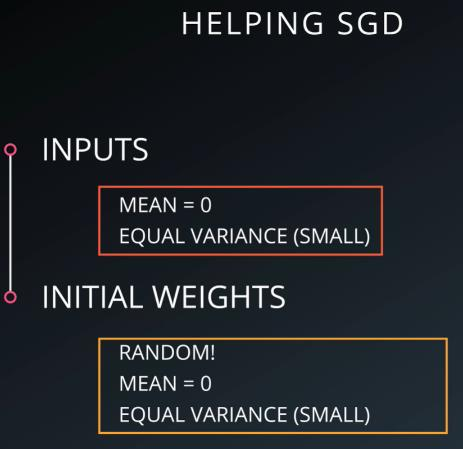 HELPING SGD
INPUTS
MEAN = 0
EQUAL VARIANCE (SMALL)
INITIAL WEIGHTS
RANDOM!
MEAN = 0
EQUAL VARIANCE (SMALL)